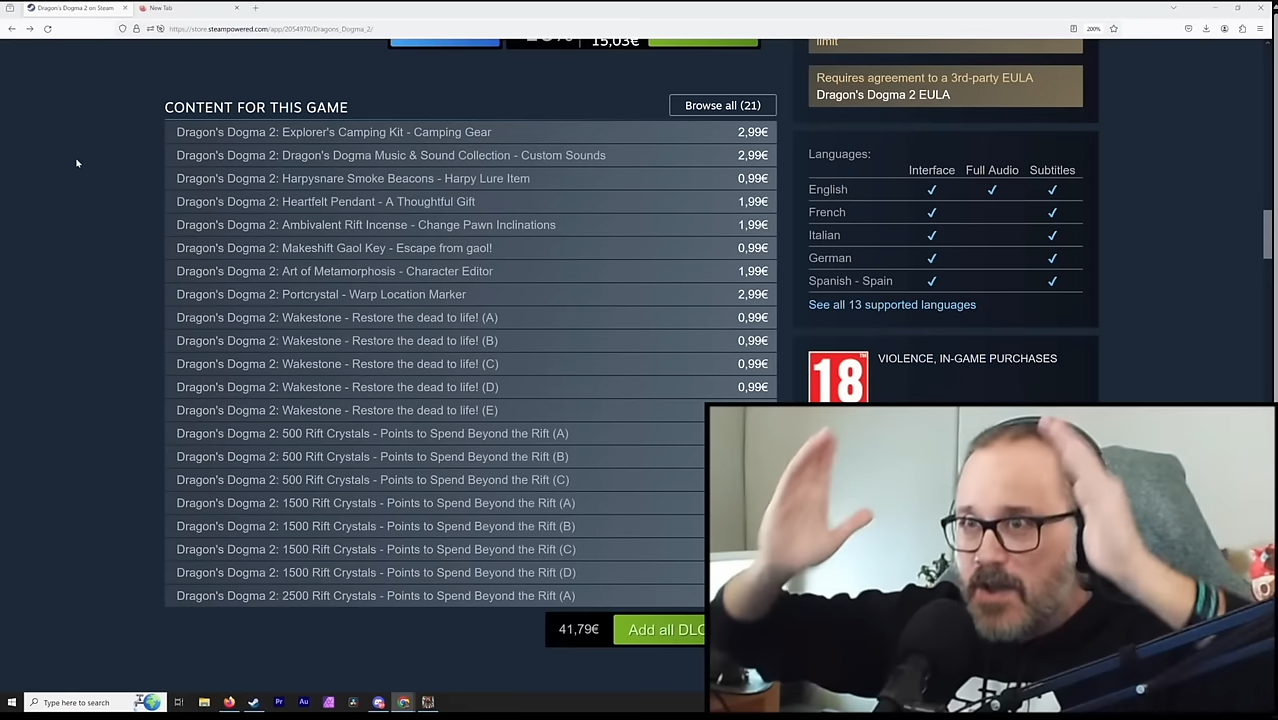 Dragon's Dogma 2 on Steam
New Tab
https://store.steampowered.com/app/2054970/Dragons_Dogma_2/
200%
15,03€
limit
Requires agreement to a 3rd-party EULA
Dragon's Dogma 2 EULA
CONTENT FOR THIS GAME
Browse all (21)
Dragon's Dogma 2: Explorer's Camping Kit - Camping Gear 2,99€
Dragon's Dogma 2: Dragon's Dogma Music & Sound Collection - Custom Sounds 2,99€
Dragon's Dogma 2: Harpysnare Smoke Beacons - Harpy Lure Item 0,99€
Dragon's Dogma 2: Heartfelt Pendant - A Thoughtful Gift 1,99€
Dragon's Dogma 2: Ambivalent Rift Incense - Change Pawn Inclinations 1,99€
Dragon's Dogma 2: Makeshift Gaol Key - Escape from gaol! 0,99€
Dragon's Dogma 2: Art of Metamorphosis - Character Editor 1,99€
Dragon's Dogma 2: Portcrystal - Warp Location Marker 2,99€
Dragon's Dogma 2: Wakestone - Restore the dead to life! (A) 0,99€
Dragon's Dogma 2: Wakestone - Restore the dead to life! (B) 0,99€
Dragon's Dogma 2: Wakestone - Restore the dead to life! (C) 0,99€
Dragon's Dogma 2: Wakestone - Restore the dead to life! (D) 0,99€
Dragon's Dogma 2: Wakestone - Restore the dead to life! (E)
Dragon's Dogma 2: 500 Rift Crystals - Points to Spend Beyond the Rift (A)
Dragon's Dogma 2: 500 Rift Crystals - Points to Spend Beyond the Rift (B)
Dragon's Dogma 2: 500 Rift Crystals - Points to Spend Beyond the Rift (C)
Dragon's Dogma 2: 1500 Rift Crystals - Points to Spend Beyond the Rift (A)
Dragon's Dogma 2: 1500 Rift Crystals - Points to Spend Beyond the Rift (B)
Dragon's Dogma 2: 1500 Rift Crystals - Points to Spend Beyond the Rift (C)
Dragon's Dogma 2: 1500 Rift Crystals - Points to Spend Beyond the Rift (D)
Dragon's Dogma 2: 2500 Rift Crystals - Points to Spend Beyond the Rift (A)
41,79€
Add all DLC
Languages:
Interface Full Audio Subtitles
English ✓ ✓ ✓
French ✓ ✓
Italian ✓ ✓
German ✓ ✓
Spanish - Spain ✓ ✓
See all 13 supported languages
18
VIOLENCE, IN-GAME PURCHASES
Type here to search
Pr
Au